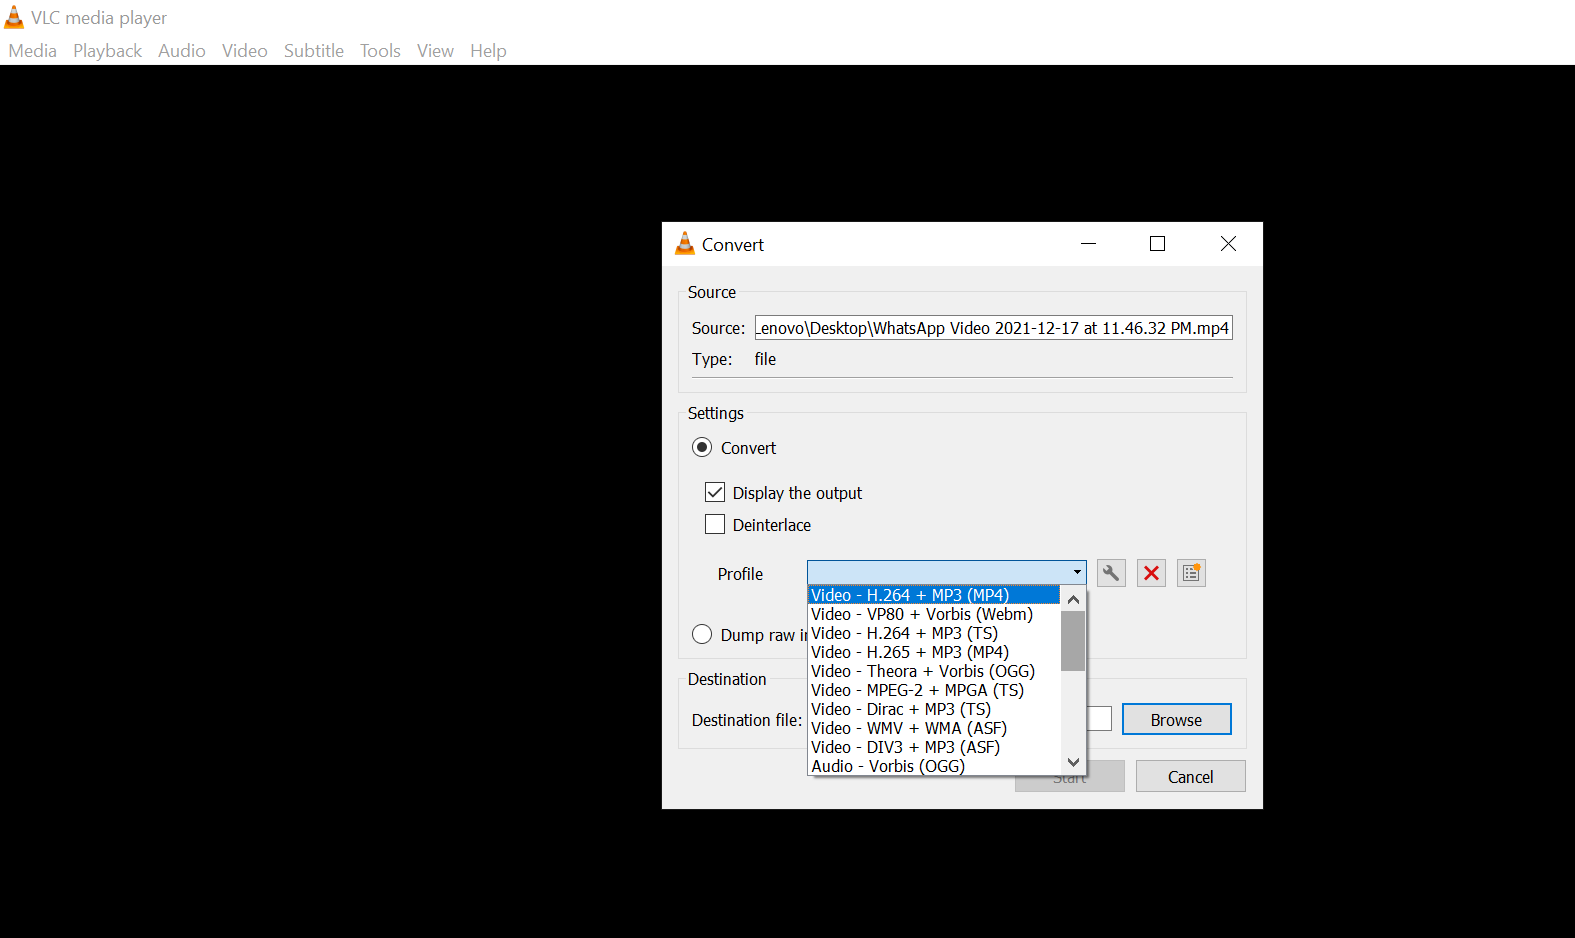 VLC media player
Media Playback Audio Video Subtitle Tools View Help
Convert
Source
Source: Lenovo\Desktop\WhatsApp Video 2021-12-17 at 11.46.32 PM.mp4
Type: file
Settings
Convert
Display the output
Deinterlace
Profile
Video - H.264 + MP3 (MP4)
Video - VP80 + Vorbis (Webm)
Video - H.264 + MP3 (TS)
Dump raw
Video - H.265 + MP3 (MP4)
Video - Theora + Vorbis (OGG)
Destination
Video - MPEG-2 + MPGA (TS)
Video - Dirac + MP3 (TS)
Destination file:
Browse
Video - WMV + WMA (ASF)
Video - DIV3 + MP3 (ASF)
Audio - Vorbis (OGG)
Start
Cancel